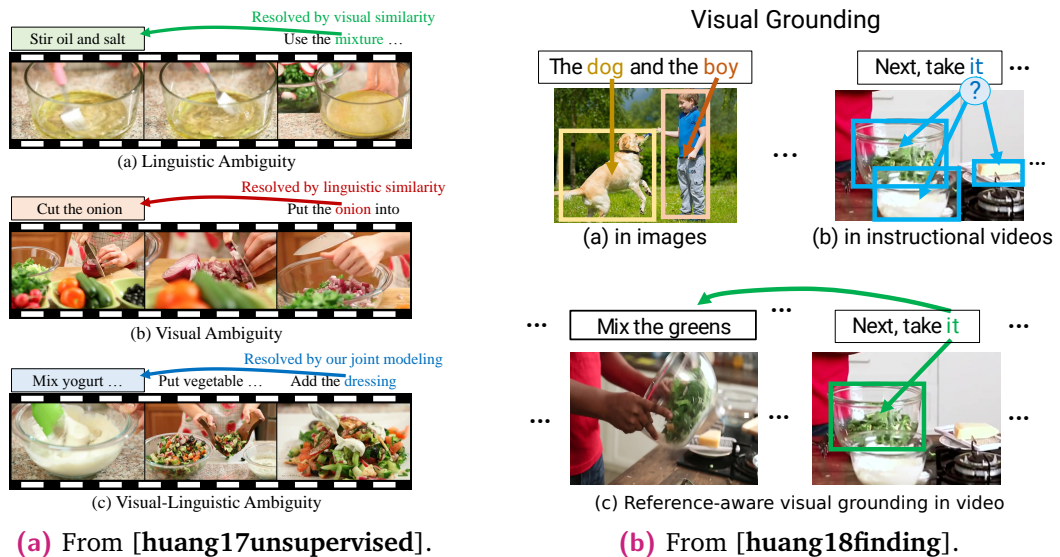 Resolved by visual similarity
Stir oil and salt
Use the mixture ...
(a) Linguistic Ambiguity
Resolved by linguistic similarity
Cut the onion
Put the onion into
(b) Visual Ambiguity
Resolved by our joint modeling
Mix yogurt ...
Put vegetable ...
Add the dressing
(c) Visual-Linguistic Ambiguity
(a) From [huang17unsupervised].
Visual Grounding
The dog and the boy
...
(a) in images
Next, take it
...
?
...
(b) in instructional videos
...
Mix the greens
...
Next, take it
...
...
...
...
(c) Reference-aware visual grounding in video
(b) From [huang18finding].